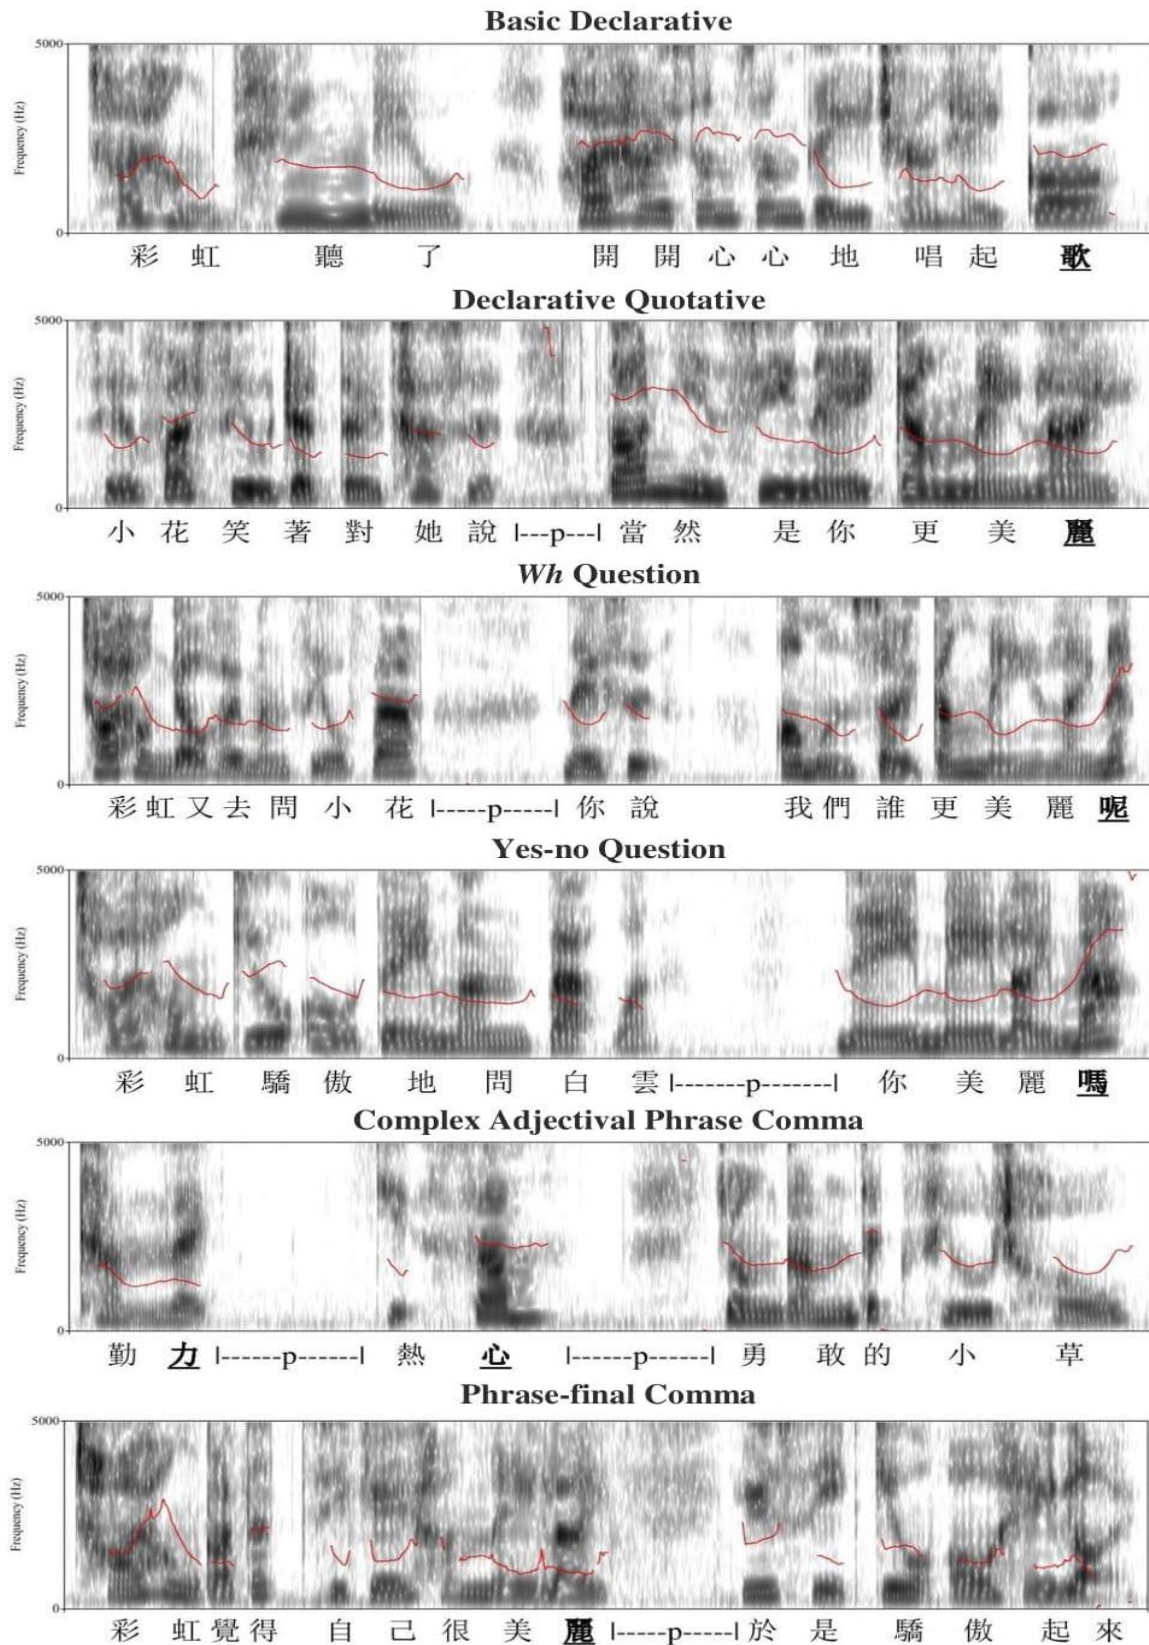 Basic Declarative
5000
Frequency (Hz)
0
彩 虹 聽 了 開 開 心 心 地 唱 起 歌
Declarative Quotative
5000
Frequency (Hz)
0
小 花 笑 著 對 她 說 |---p---| 當 然 是 你 更 美 麗
Wh Question
5000
Frequency (Hz)
0
彩 虹 又 去 問 小 花 |-----p-----| 你 說 我 們 誰 更 美 麗 呢
Yes-no Question
5000
Frequency (Hz)
0
彩 虹 驕 傲 地 問 白 雲 |-------p-------| 你 美 麗 嗎
Complex Adjectival Phrase Comma
5000
Frequency (Hz)
0
勤 力 |------p------| 熱 心 |------p------| 勇 敢 的 小 草
Phrase-final Comma
5000
Frequency (Hz)
0
彩 虹 覺 得 自 己 很 美 麗 |-----p-----| 於 是 驕 傲 起 來